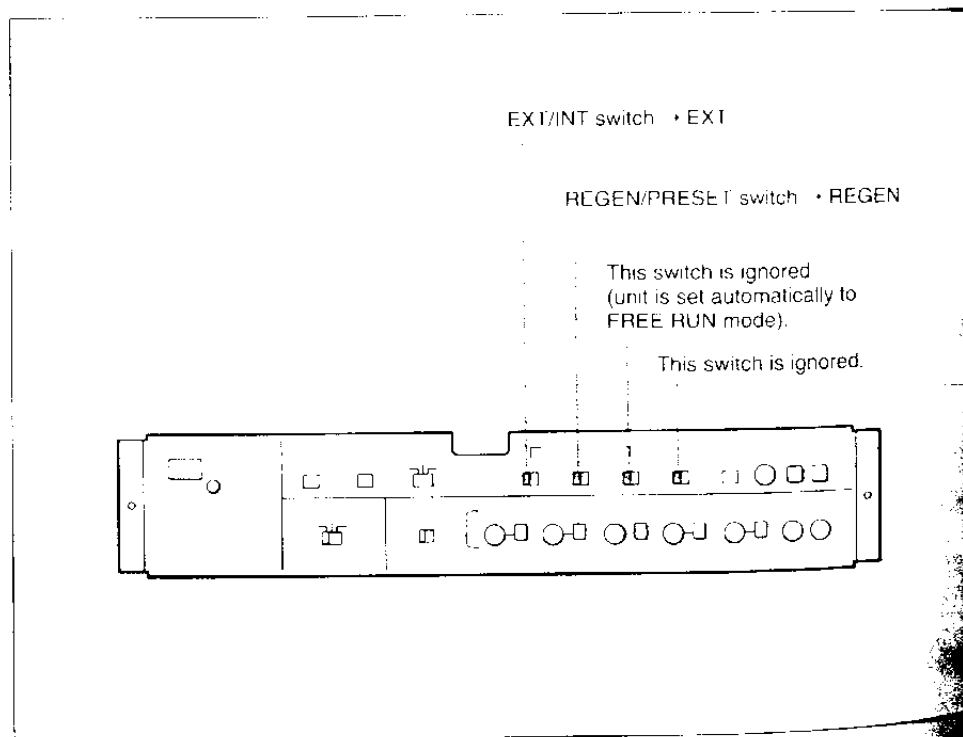 EXT/INT switch → EXT
REGEN/PRESET switch → REGEN
This switch is ignored
(unit is set automatically to
FREE RUN mode).
This switch is ignored.